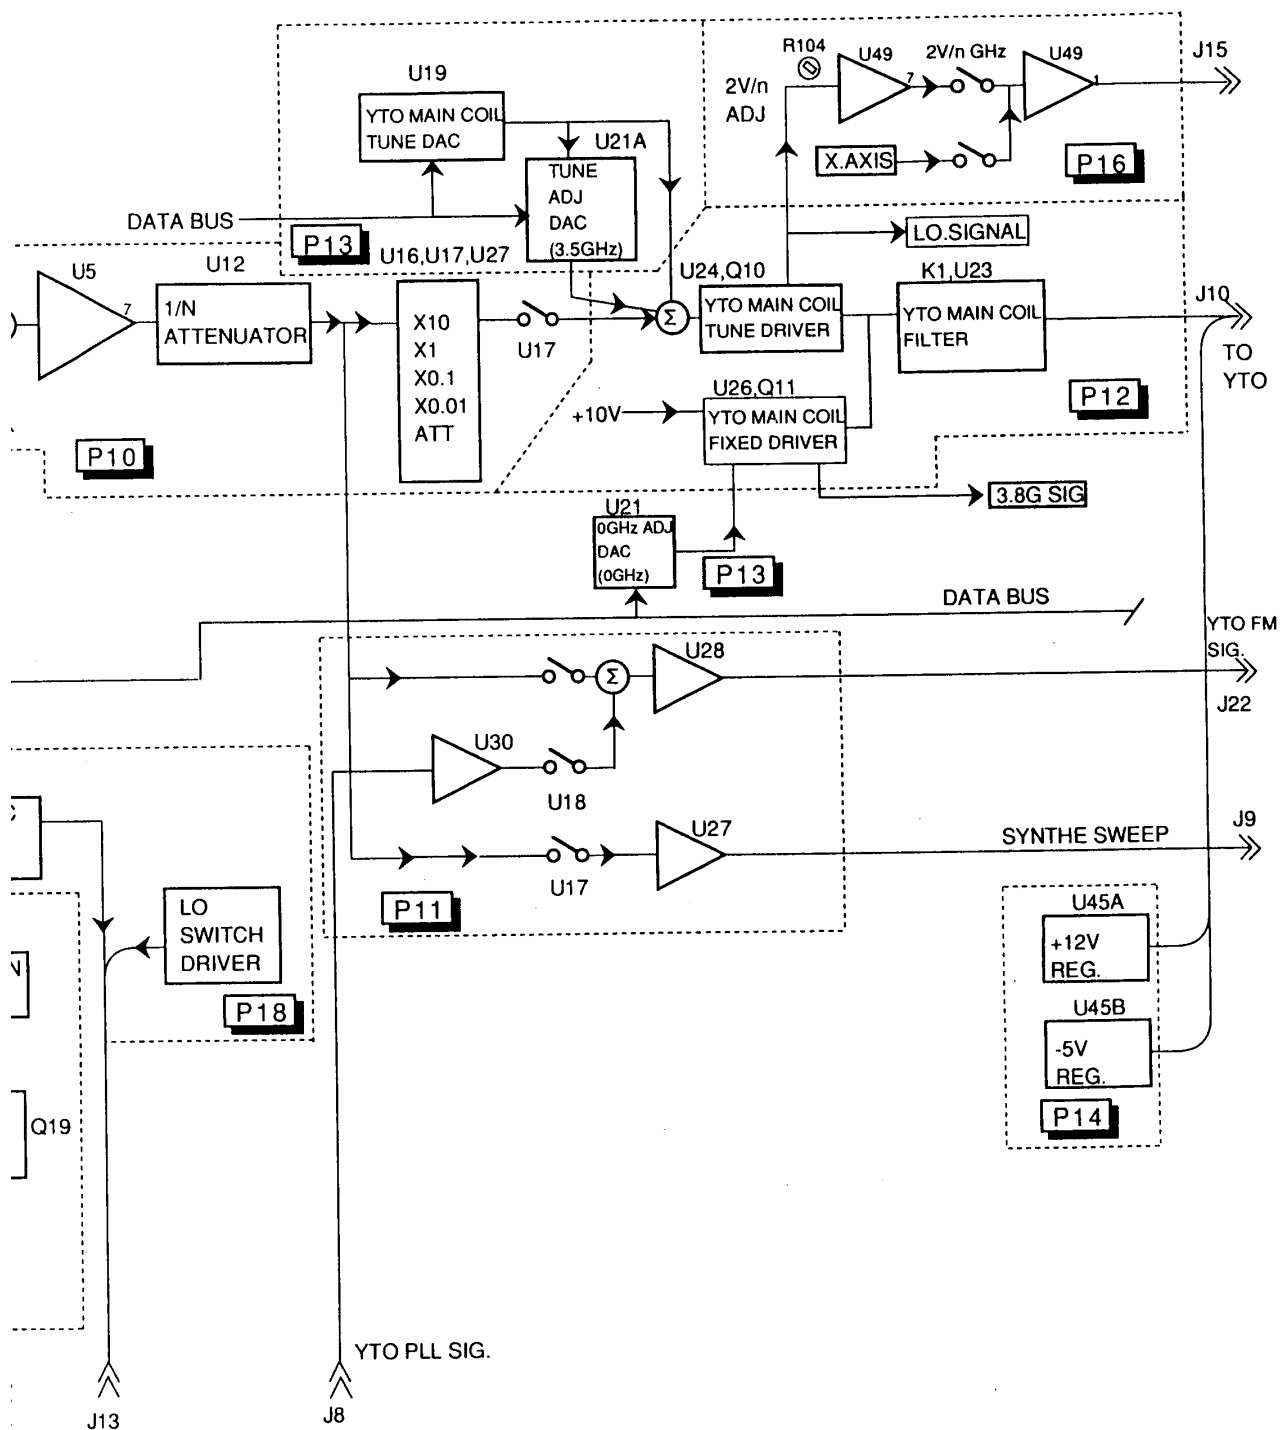 R104
U49
2V/n GHz
U49
J15
7
1
2V/n
ADJ
X.AXIS
P16
U19
YTO MAIN COIL
TUNE DAC
U21A
TUNE
ADJ
DAC
(3.5GHz)
DATA BUS
P13
LO.SIGNAL
U5
7
U12
1/N
ATTENUATOR
U16,U17,U27
X10
X1
X0.1
X0.01
ATT
U17
Σ
U24,Q10
YTO MAIN COIL
TUNE DRIVER
K1,U23
YTO MAIN COIL
FILTER
J10
TO
YTO
P12
+10V
U26,Q11
YTO MAIN COIL
FIXED DRIVER
P10
3.8G SIG
U21
0GHz ADJ
DAC
(0GHz)
P13
DATA BUS
YTO FM
SIG.
J22
Σ
U28
U30
U18
U17
U27
SYNTHE SWEEP
J9
P11
LO
SWITCH
DRIVER
P18
U45A
+12V
REG.
U45B
-5V
REG.
P14
Q19
YTO PLL SIG.
J13
J8